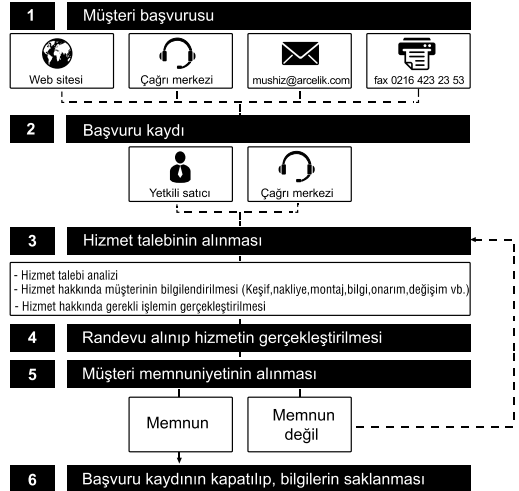 1 Müşteri başvurusu
Web sitesi
Çağrı merkezi
mushiz@arcelik.com
fax 0216 423 23 53
2 Başvuru kaydı
Yetkili satıcı
Çağrı merkezi
3 Hizmet talebinin alınması
- Hizmet talebi analizi
- Hizmet hakkında müşterinin bilgilendirilmesi (Keşif,nakliye,montaj,bilgi,onarım,değişim vb.)
- Hizmet hakkında gerekli işlemin gerçekleştirilmesi
4 Randevu alınıp hizmetin gerçekleştirilmesi
5 Müşteri memnuniyetinin alınması
Memnun
Memnun
değil
6 Başvuru kaydının kapatılıp, bilgilerin saklanması